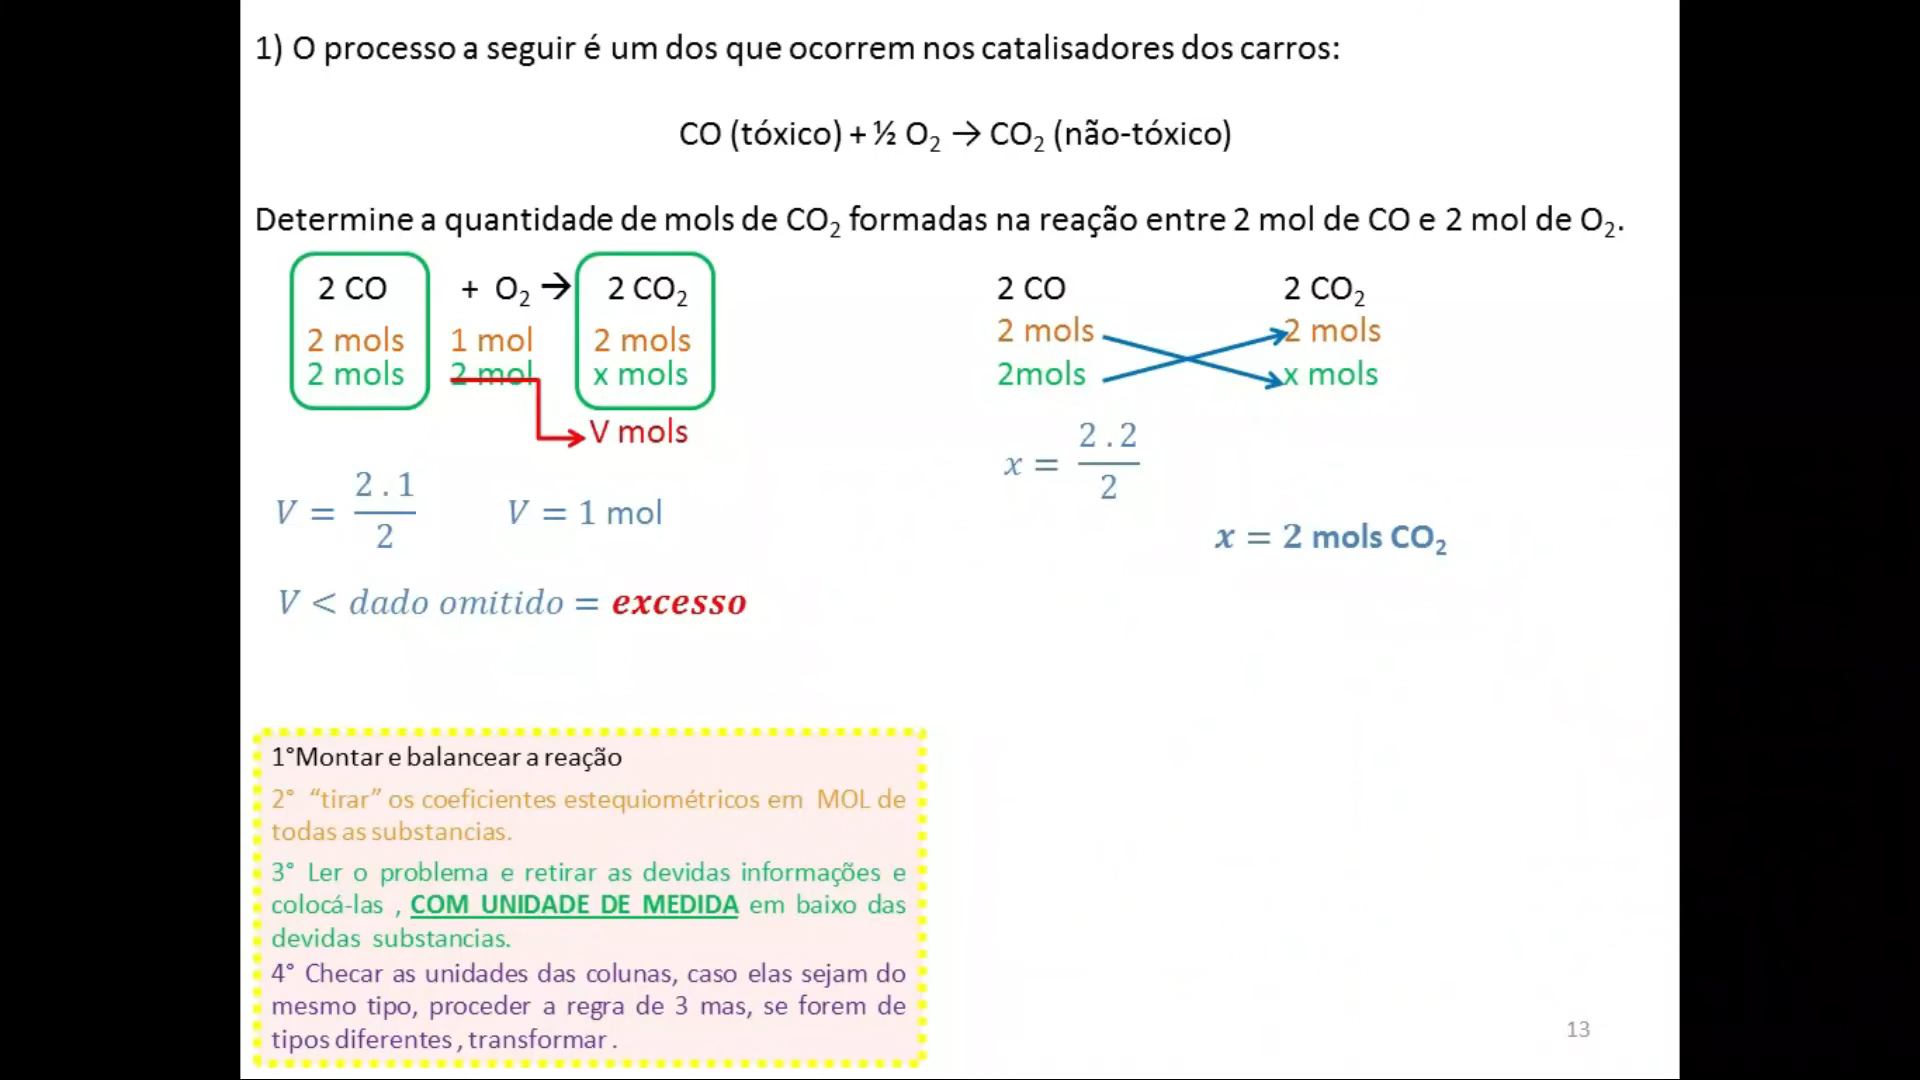 1) O processo a seguir é um dos que ocorrem nos catalisadores dos carros:
CO (tóxico) + ½ O₂ → CO₂ (não-tóxico)
Determine a quantidade de mols de CO₂ formadas na reação entre 2 mol de CO e 2 mol de O₂.
2 CO + O₂ → 2 CO₂
2 mols 1 mol 2 mols
2 mols 2 mol x mols
V mols
V = 2 . 1 / 2 V = 1 mol
V < dado omitido = excesso
2 CO 2 CO₂
2 mols 2 mols
2mols x mols
x = 2 . 2 / 2
x = 2 mols CO₂
1°Montar e balancear a reação
2° “tirar” os coeficientes estequiométricos em MOL de
todas as substancias.
3° Ler o problema e retirar as devidas informações e
colocá-las , COM UNIDADE DE MEDIDA em baixo das
devidas substancias.
4° Checar as unidades das colunas, caso elas sejam do
mesmo tipo, proceder a regra de 3 mas, se forem de
tipos diferentes , transformar .
13